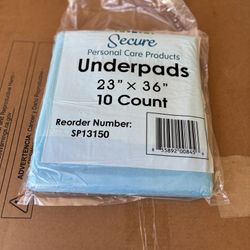 Secure
Personal Care Products
Underpads
23" x 36"
10 Count
Reorder Number:
SP13150
ADVERTENCIA: